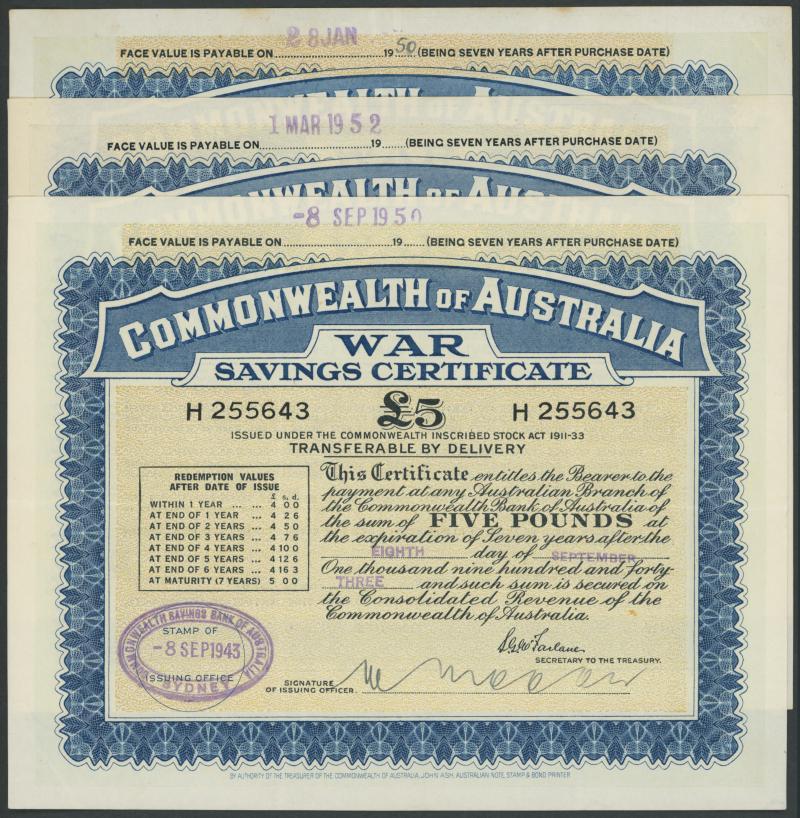 28 JAN
FACE VALUE IS PAYABLE ON 1950 (BEING SEVEN YEARS AFTER PURCHASE DATE)
COMMONWEALTH OF AUSTRALIA
1 MAR 1952
FACE VALUE IS PAYABLE ON 19 (BEING SEVEN YEARS AFTER PURCHASE DATE)
COMMONWEALTH OF AUSTRALIA
-8 SEP 1950
FACE VALUE IS PAYABLE ON 19 (BEING SEVEN YEARS AFTER PURCHASE DATE)
COMMONWEALTH OF AUSTRALIA
WAR
SAVINGS CERTIFICATE
H 255643 £5 H 255643
ISSUED UNDER THE COMMONWEALTH INSCRIBED STOCK ACT 1911-33
TRANSFERABLE BY DELIVERY
REDEMPTION VALUES
AFTER DATE OF ISSUE
£ s. d.
WITHIN 1 YEAR ... ... 4 0 0
AT END OF 1 YEAR ... 4 2 6
AT END OF 2 YEARS ... 4 5 0
AT END OF 3 YEARS ... 4 7 6
AT END OF 4 YEARS ... 4 10 0
AT END OF 5 YEARS ... 4 12 6
AT END OF 6 YEARS ... 4 16 3
AT MATURITY (7 YEARS) 5 0 0
This Certificate entitles the Bearer to the
payment at any Australian Branch of
the Commonwealth Bank of Australia of
the sum of FIVE POUNDS at
the expiration of Seven years after the
EIGHTH day of SEPTEMBER
One thousand nine hundred and forty-
THREE and such sum is secured on
the Consolidated Revenue of the
Commonwealth of Australia.
COMMONWEALTH SAVINGS BANK OF AUSTRALIA
STAMP OF
-8 SEP 1943
ISSUING OFFICE
SYDNEY
S.G. McFarlane
SECRETARY TO THE TREASURY.
SIGNATURE
OF ISSUING OFFICER
BY AUTHORITY OF THE TREASURER OF THE COMMONWEALTH OF AUSTRALIA, JOHN ASH, AUSTRALIAN NOTE, STAMP & BOND PRINTER